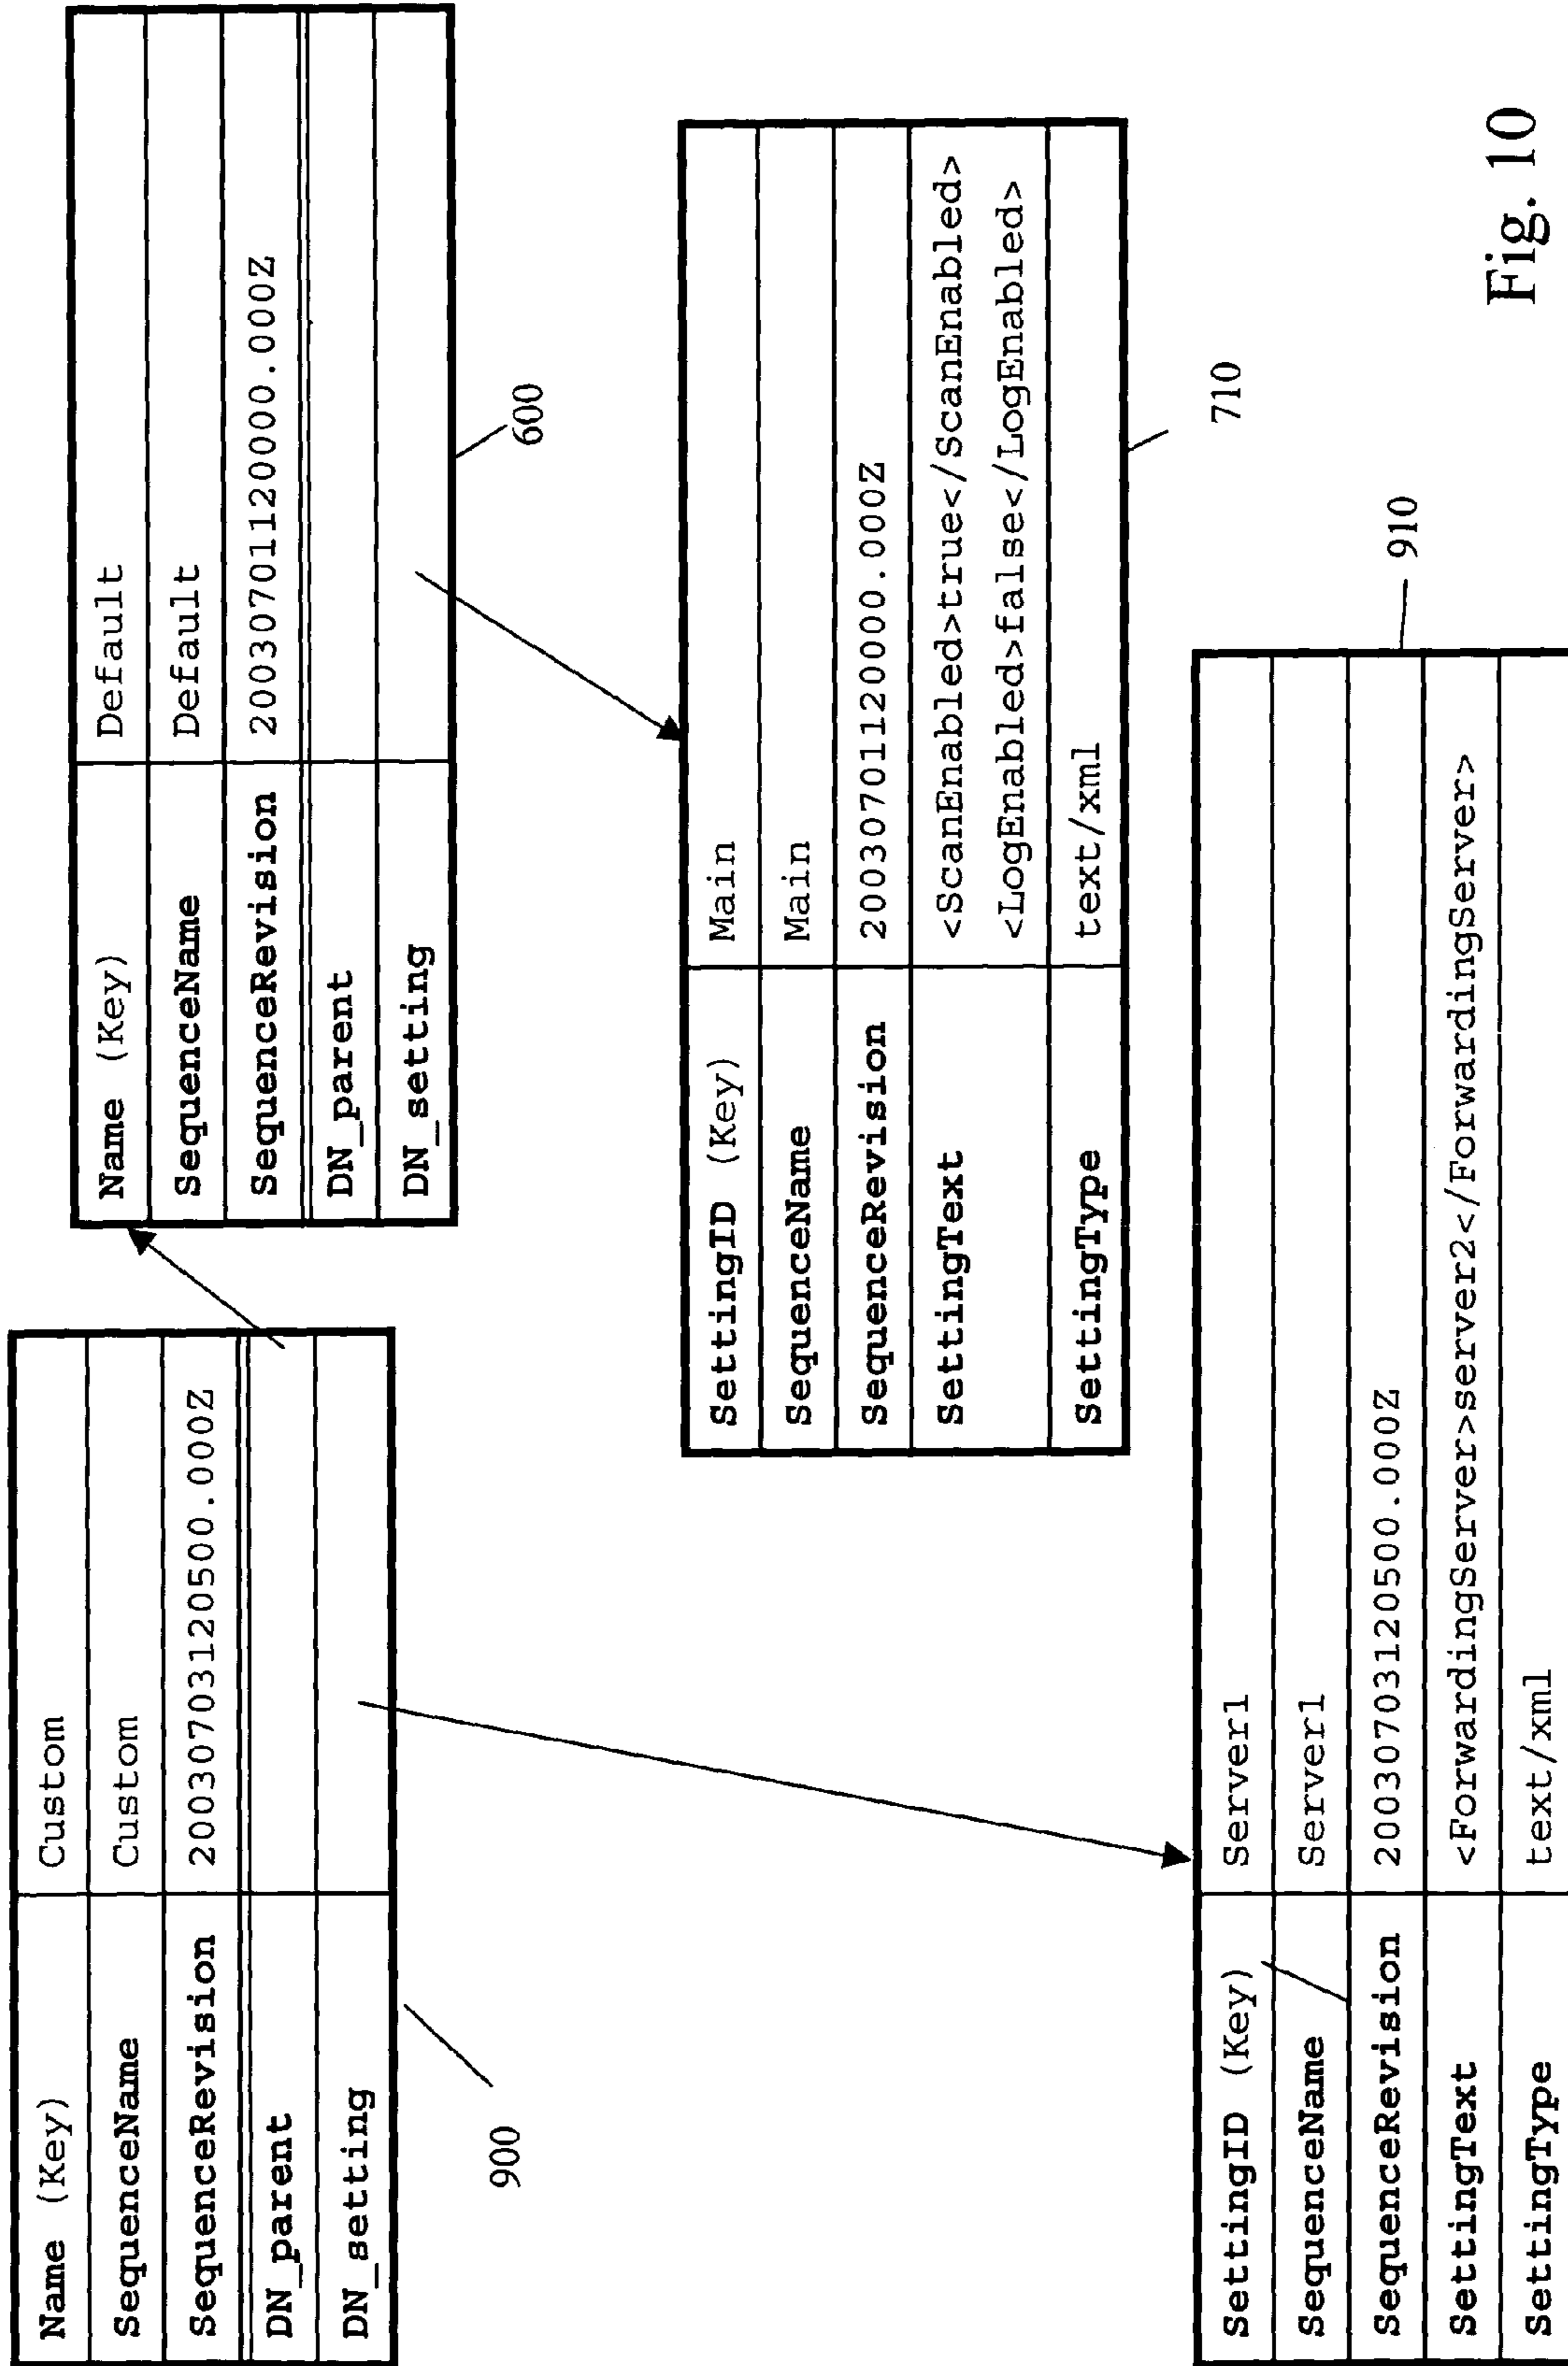 Name (Key) Custom
SequenceName Custom
SequenceRevision 20030703120500.000Z
DN_parent
DN_setting
900
Name (Key) Default
SequenceName Default
SequenceRevision 20030701120000.000Z
DN_parent
DN_setting
600
SettingID (Key) Main
SequenceName Main
SequenceRevision 20030701120000.000Z
SettingText <ScanEnabled>true</ScanEnabled>
<LogEnabled>false</LogEnabled>
SettingType text/xml
710
SettingID (Key) Server1
SequenceName Server1
SequenceRevision 20030703120500.000Z
SettingText <ForwardingServer>server2</ForwardingServer>
SettingType text/xml
910
Fig. 10